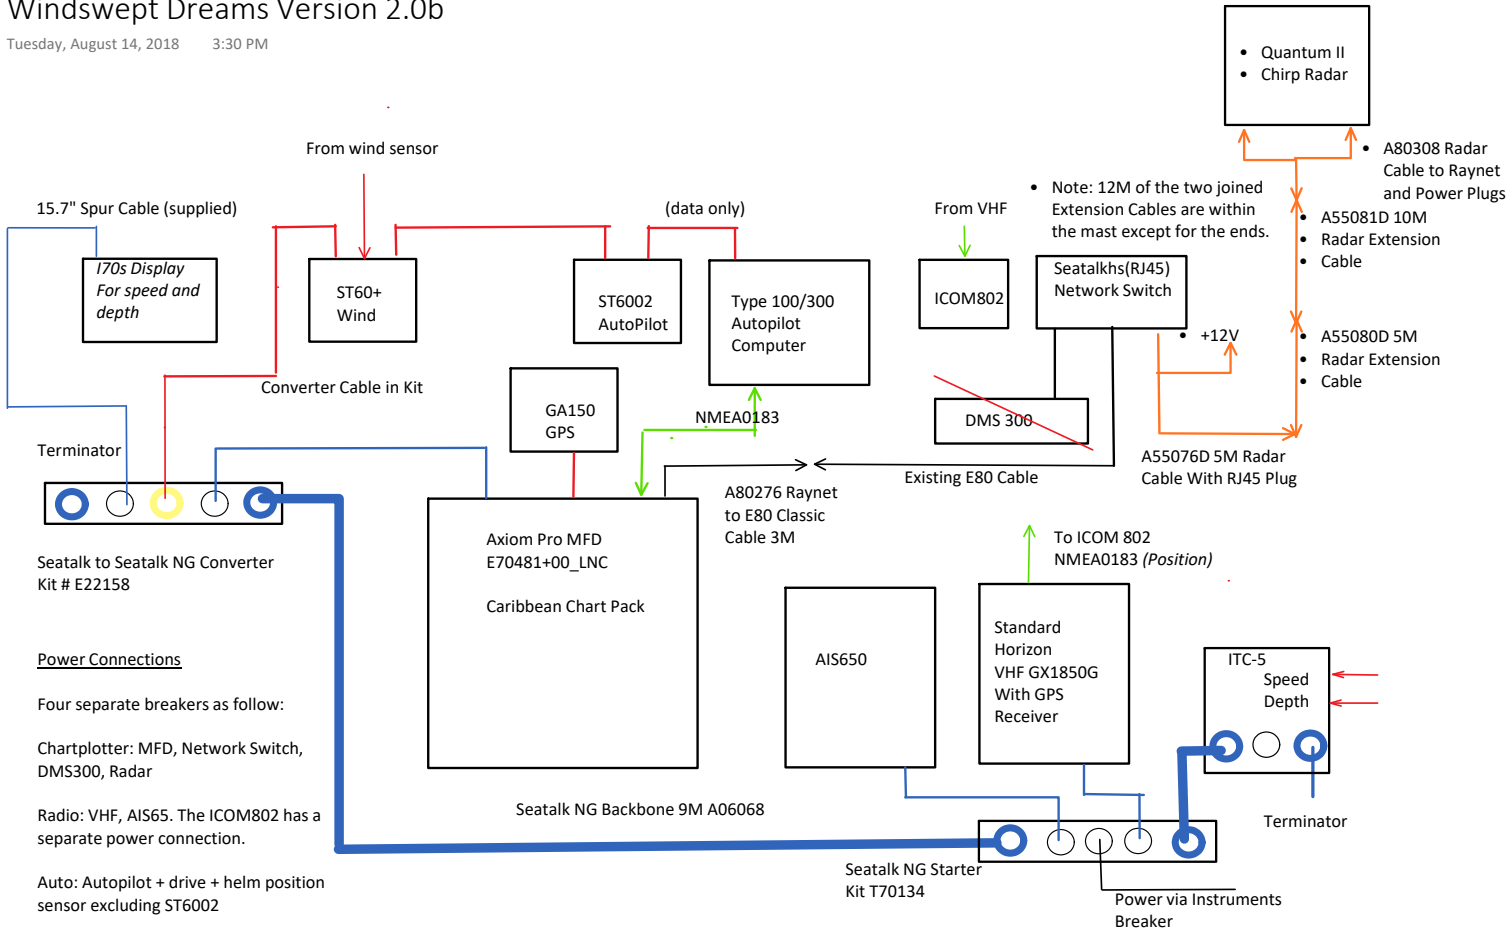 Windswept Dreams Version 2.0b
Tuesday, August 14, 2018 3:30 PM
• Quantum II
• Chirp Radar
• A80308 Radar
Cable to Raynet
and Power Plugs
From wind sensor
15.7" Spur Cable (supplied)
(data only)
From VHF
• Note: 12M of the two joined
Extension Cables are within
the mast except for the ends.
• A55081D 10M
• Radar Extension
• Cable
I70s Display
For speed and
depth
ST60+
Wind
ST6002
AutoPilot
Type 100/300
Autopilot
Computer
ICOM802
Seatalkhs(RJ45)
Network Switch
• +12V
• A55080D 5M
• Radar Extension
• Cable
Converter Cable in Kit
GA150
GPS
NMEA0183
DMS 300
Terminator
Existing E80 Cable
A55076D 5M Radar
Cable With RJ45 Plug
A80276 Raynet
to E80 Classic
Cable 3M
Axiom Pro MFD
E70481+00_LNC
Caribbean Chart Pack
To ICOM 802
NMEA0183 (Position)
Seatalk to Seatalk NG Converter
Kit # E22158
AIS650
Standard
Horizon
VHF GX1850G
With GPS
Receiver
ITC-5
Speed
Depth
Power Connections
Four separate breakers as follow:
Chartplotter: MFD, Network Switch,
DMS300, Radar
Radio: VHF, AIS65. The ICOM802 has a
separate power connection.
Auto: Autopilot + drive + helm position
sensor excluding ST6002
Seatalk NG Backbone 9M A06068
Terminator
Seatalk NG Starter
Kit T70134
Power via Instruments
Breaker